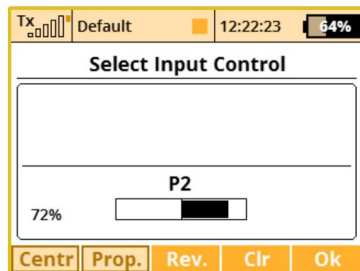 Tx Default 12:22:23 64%
Select Input Control
P2
72%
Centr Prop. Rev. Clr Ok